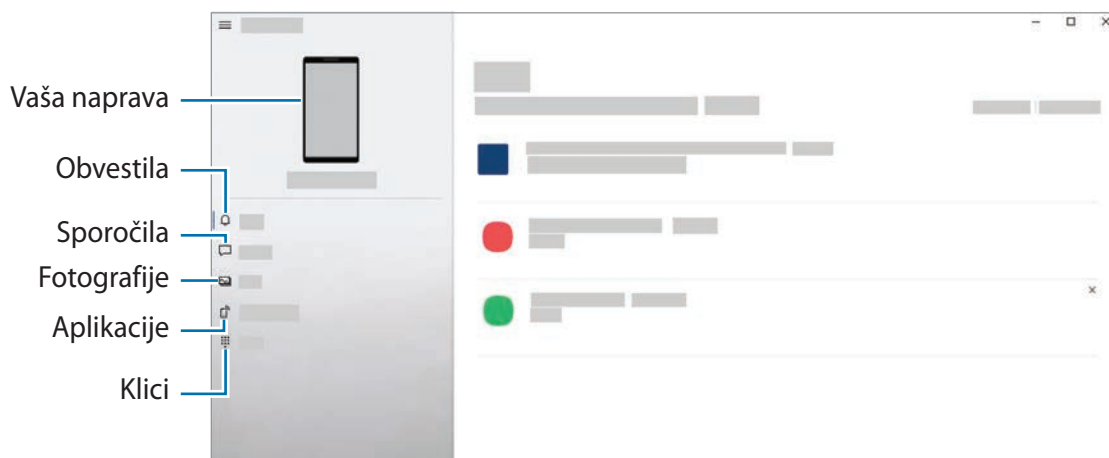 Vaša naprava
Obvestila
Sporočila
Fotografije
Aplikacije
Klici